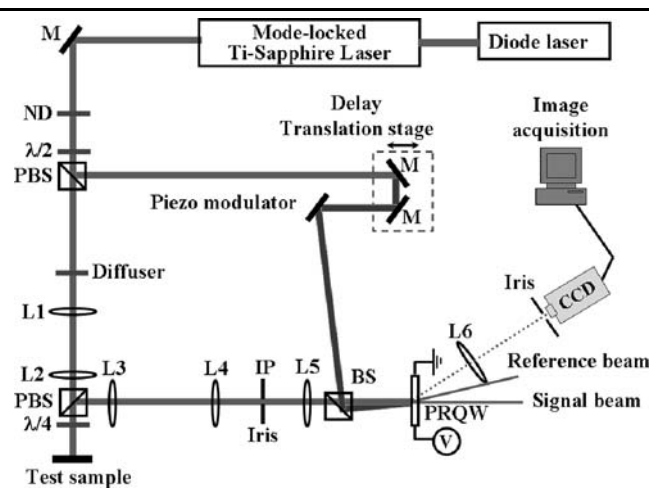 Mode-locked
Ti-Sapphire Laser
Diode laser
M
ND
λ/2
PBS
Delay
Translation stage
M
M
Piezo modulator
Image
acquisition
Diffuser
L1
L2
PBS
λ/4
Test sample
L3
L4
IP
Iris
L5
BS
PRQW
V
L6
Iris
CCD
Reference beam
Signal beam